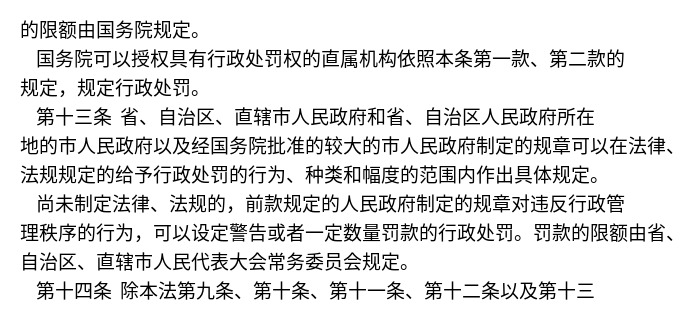 的限额由国务院规定。
国务院可以授权具有行政处罚权的直属机构依照本条第一款、第二款的
规定，规定行政处罚。
第十三条 省、自治区、直辖市人民政府和省、自治区人民政府所在
地的市人民政府以及经国务院批准的较大的市人民政府制定的规章可以在法律、
法规规定的给予行政处罚的行为、种类和幅度的范围内作出具体规定。
尚未制定法律、法规的，前款规定的人民政府制定的规章对违反行政管
理秩序的行为，可以设定警告或者一定数量罚款的行政处罚。罚款的限额由省、
自治区、直辖市人民代表大会常务委员会规定。
第十四条 除本法第九条、第十条、第十一条、第十二条以及第十三